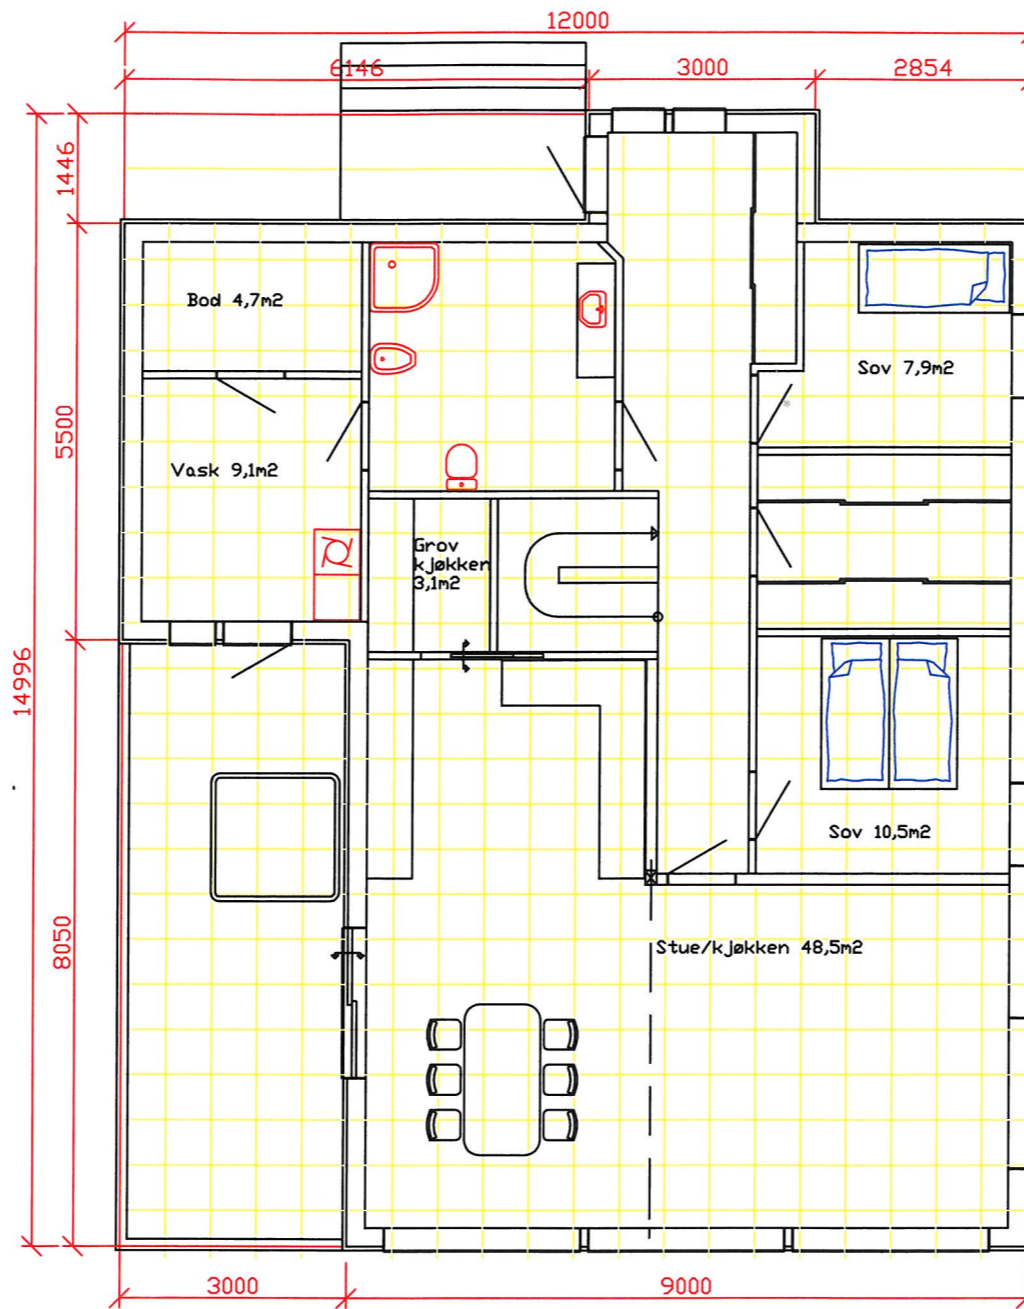 12000
6146
3000
2854
1446
Bod 4,7m2
Sov 7,9m2
5500
Vask 9,1m2
Grov
kjøkken
3,1m2
14996
Sov 10,5m2
8050
Stue/kjøkken 48,5m2
3000
9000